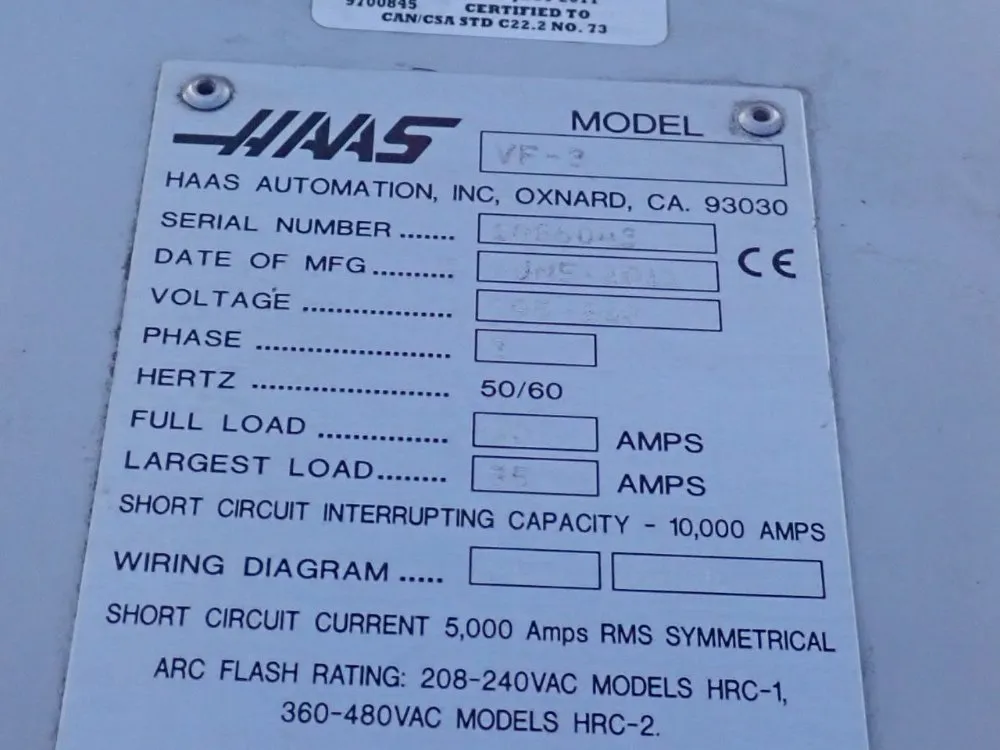 9700845 CERTIFIED TO
CAN/CSA STD C22.2 NO. 73
HAAS MODEL
HAAS AUTOMATION, INC, OXNARD, CA. 93030
SERIAL NUMBER .......
DATE OF MFG.......... CE
VOLTAGE ..................
PHASE .......................
HERTZ ....................... 50/60
FULL LOAD ............... AMPS
LARGEST LOAD........ AMPS
SHORT CIRCUIT INTERRUPTING CAPACITY - 10,000 AMPS
WIRING DIAGRAM .....
SHORT CIRCUIT CURRENT 5,000 Amps RMS SYMMETRICAL
ARC FLASH RATING: 208-240VAC MODELS HRC-1,
360-480VAC MODELS HRC-2.